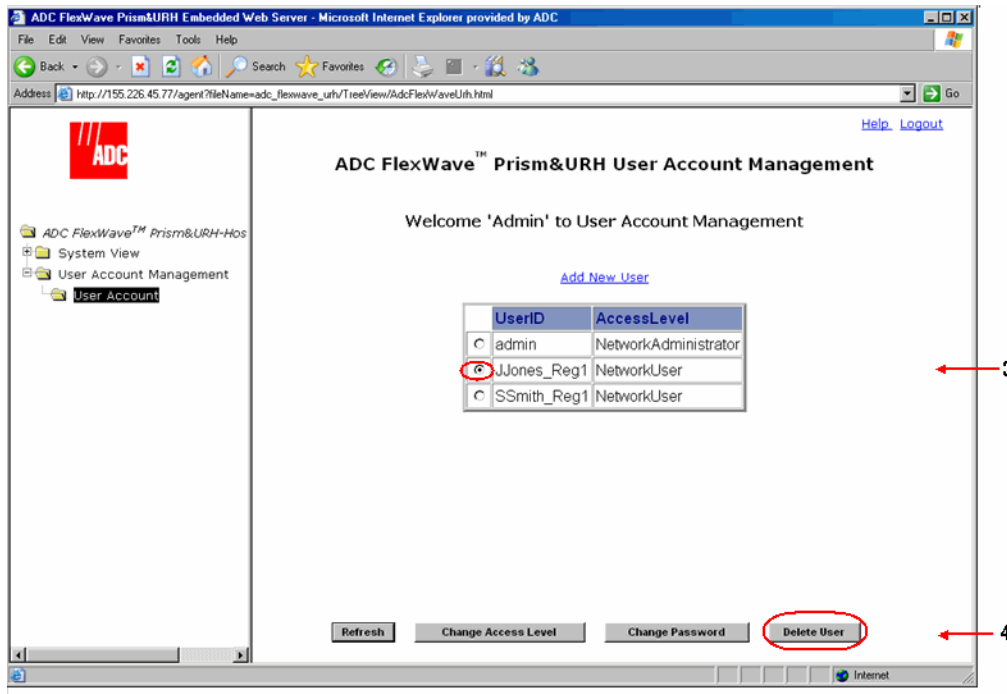 ADC FlexWave Prism&URH Embedded Web Server - Microsoft Internet Explorer provided by ADC
File Edit View Favorites Tools Help
Back Search Favorites
Address http://155.226.45.77/agent?fileName=adc_flexwave_urh/TreeView/AdcFlexWaveUrh.html Go
Help Logout
ADC
ADC FlexWave™ Prism&URH User Account Management
Welcome 'Admin' to User Account Management
ADC FlexWave™ Prism&URH-Hos
System View
User Account Management
User Account
Add New User
UserID AccessLevel
admin NetworkAdministrator
JJones_Reg1 NetworkUser
3
SSmith_Reg1 NetworkUser
Refresh Change Access Level Change Password Delete User
4
Internet